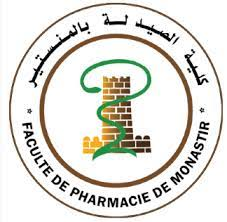 كلية الصيدلة بالمنستير
* FACULTE DE PHARMACIE DE MONASTIR *